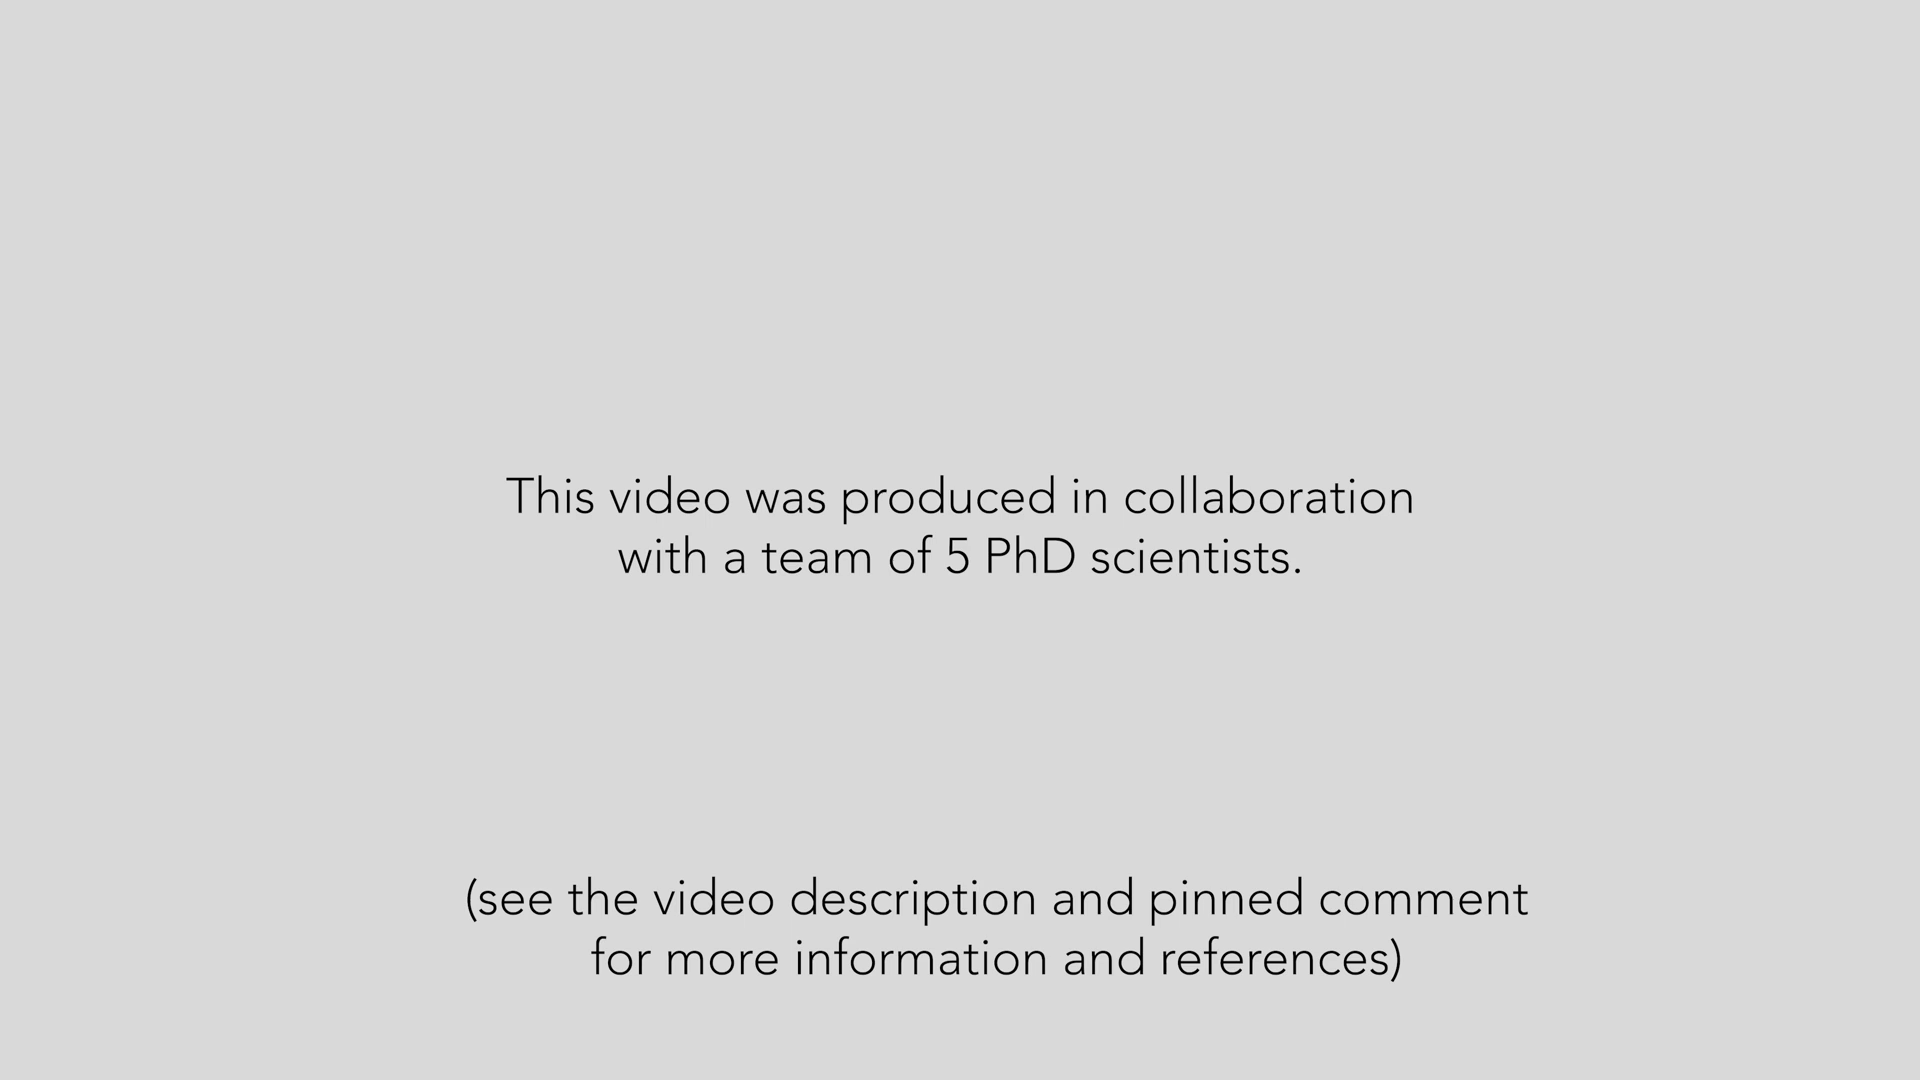 This video was produced in collaboration
with a team of 5 PhD scientists.
(see the video description and pinned comment
for more information and references)